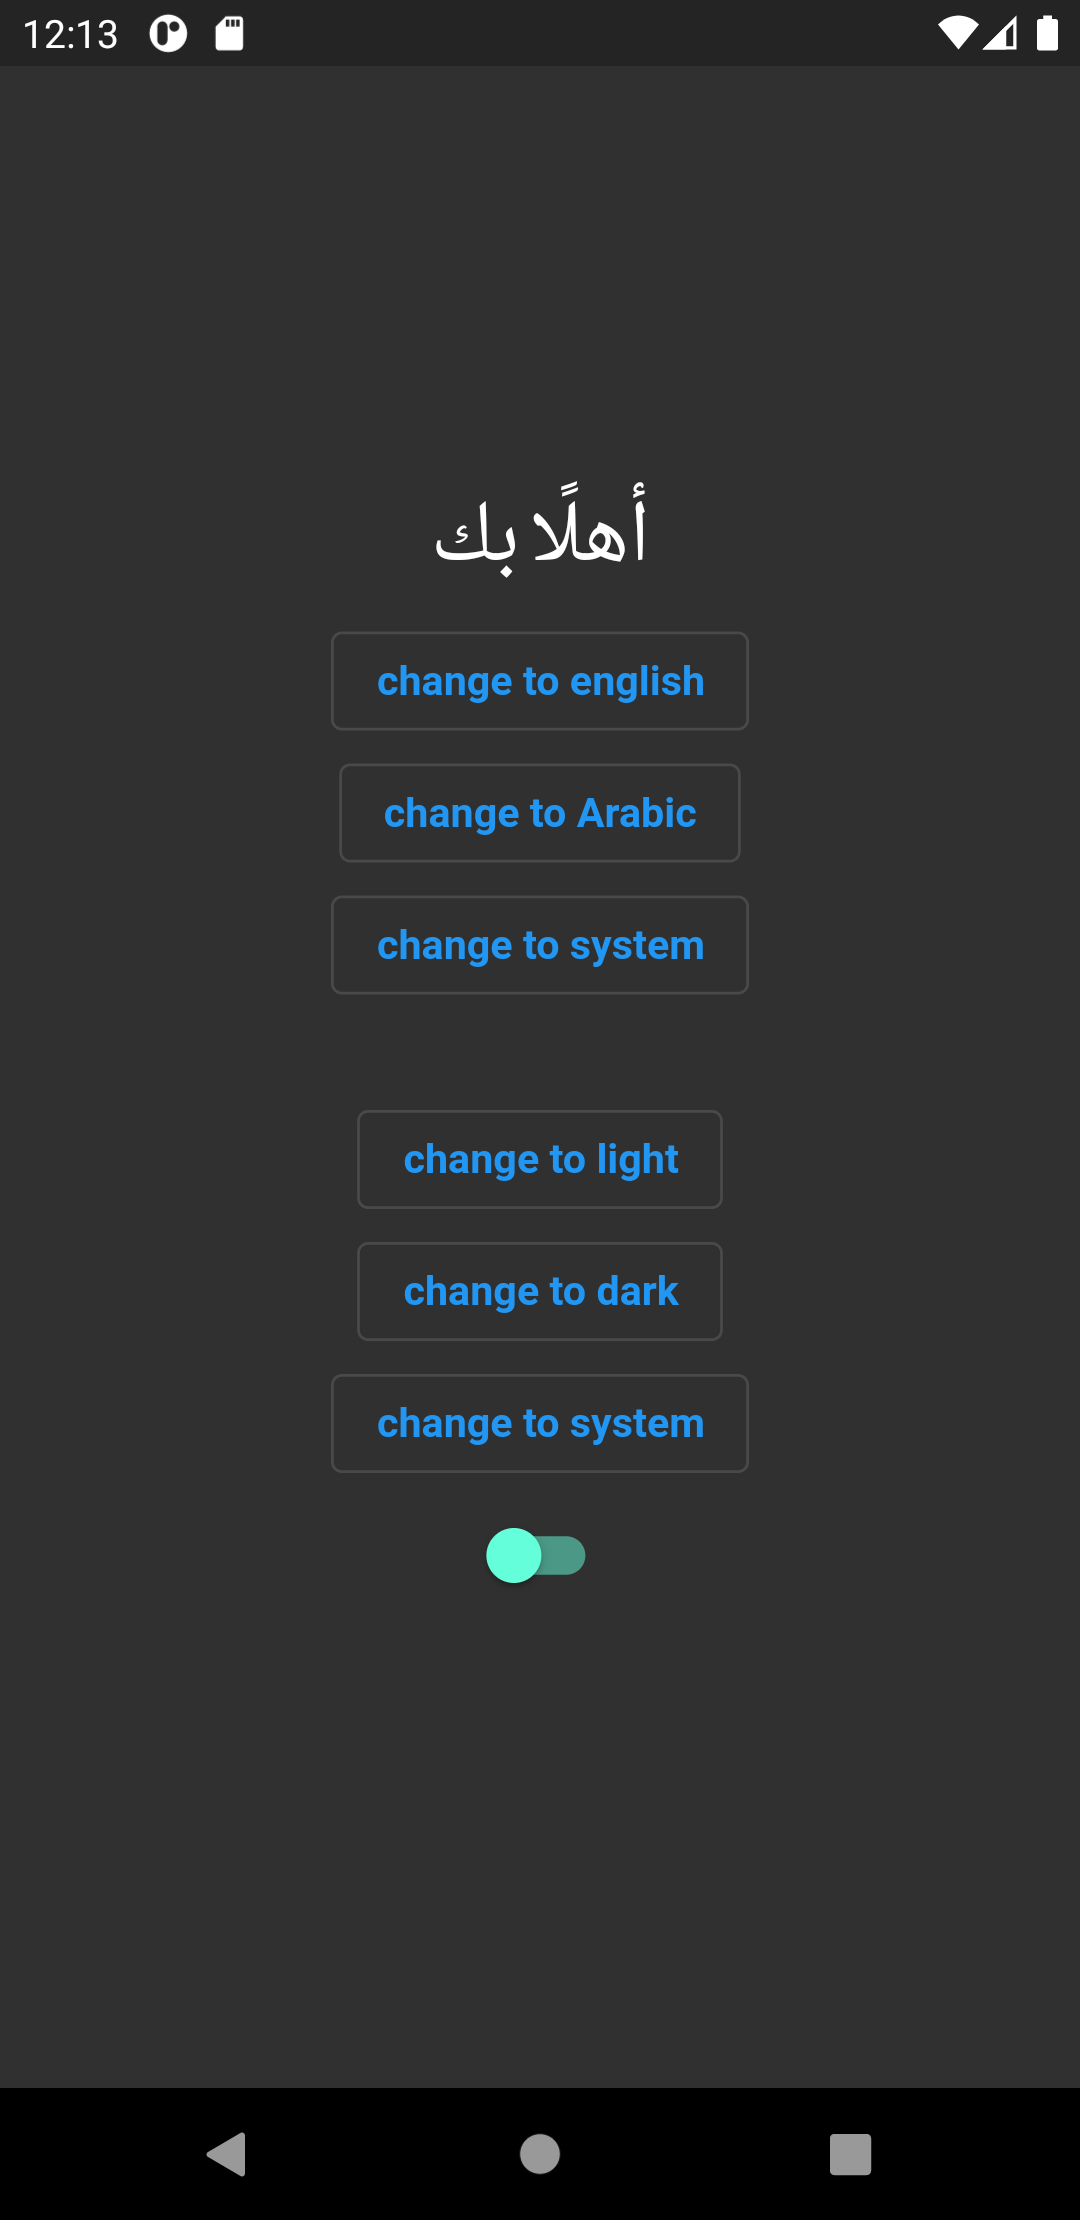 12:13
أهلًا بك
change to english
change to Arabic
change to system
change to light
change to dark
change to system